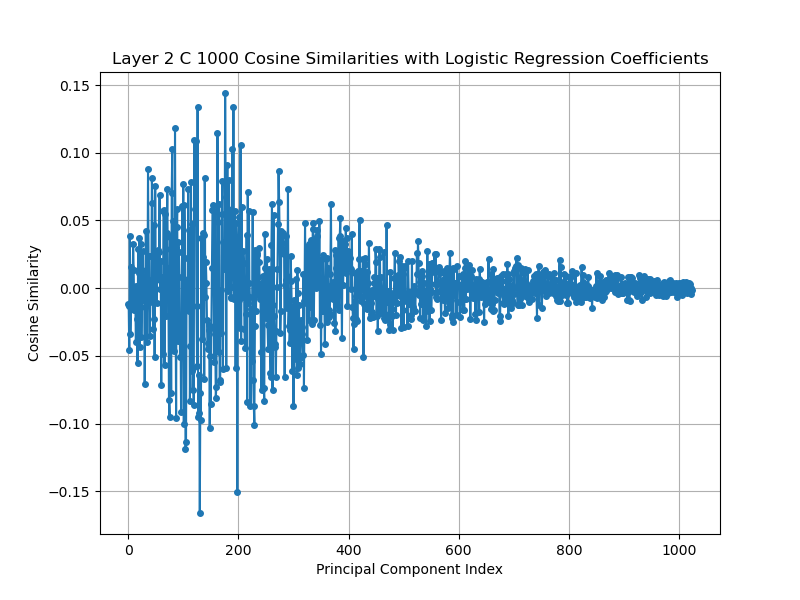 Layer 2 C 1000 Cosine Similarities with Logistic Regression Coefficients
0.15
0.10
0.05
0.00
−0.05
−0.10
−0.15
Cosine Similarity
0 200 400 600 800 1000
Principal Component Index